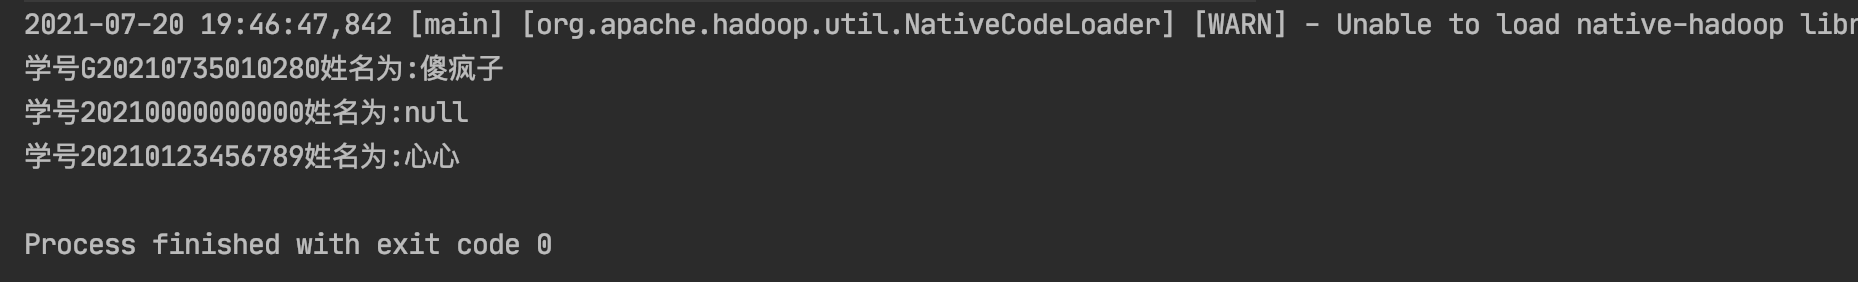 2021-07-20 19:46:47,842 [main] [org.apache.hadoop.util.NativeCodeLoader] [WARN] - Unable to load native-hadoop libr
学号G20210735010280姓名为:傻疯子
学号20210000000000姓名为:null
学号20210123456789姓名为:心心
Process finished with exit code 0